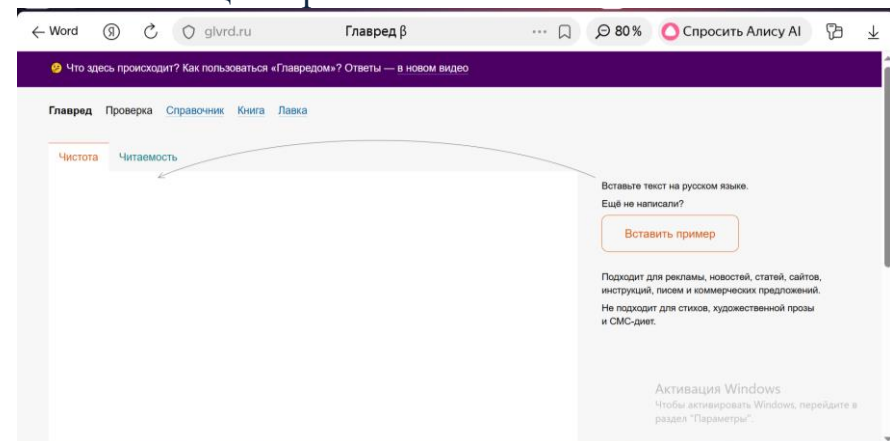 ← Word Я glvrd.ru Главред β ... 80 % Спросить Алису AI
Что здесь происходит? Как пользоваться «Главредом»? Ответы — в новом видео
Главред Проверка Справочник Книга Лавка
Чистота Читаемость
Вставьте текст на русском языке.
Ещё не написали?
Вставить пример
Подходит для рекламы, новостей, статей, сайтов,
инструкций, писем и коммерческих предложений.
Не подходит для стихов, художественной прозы
и СМС-диет.
Активация Windows
Чтобы активировать Windows, перейдите в
раздел "Параметры".